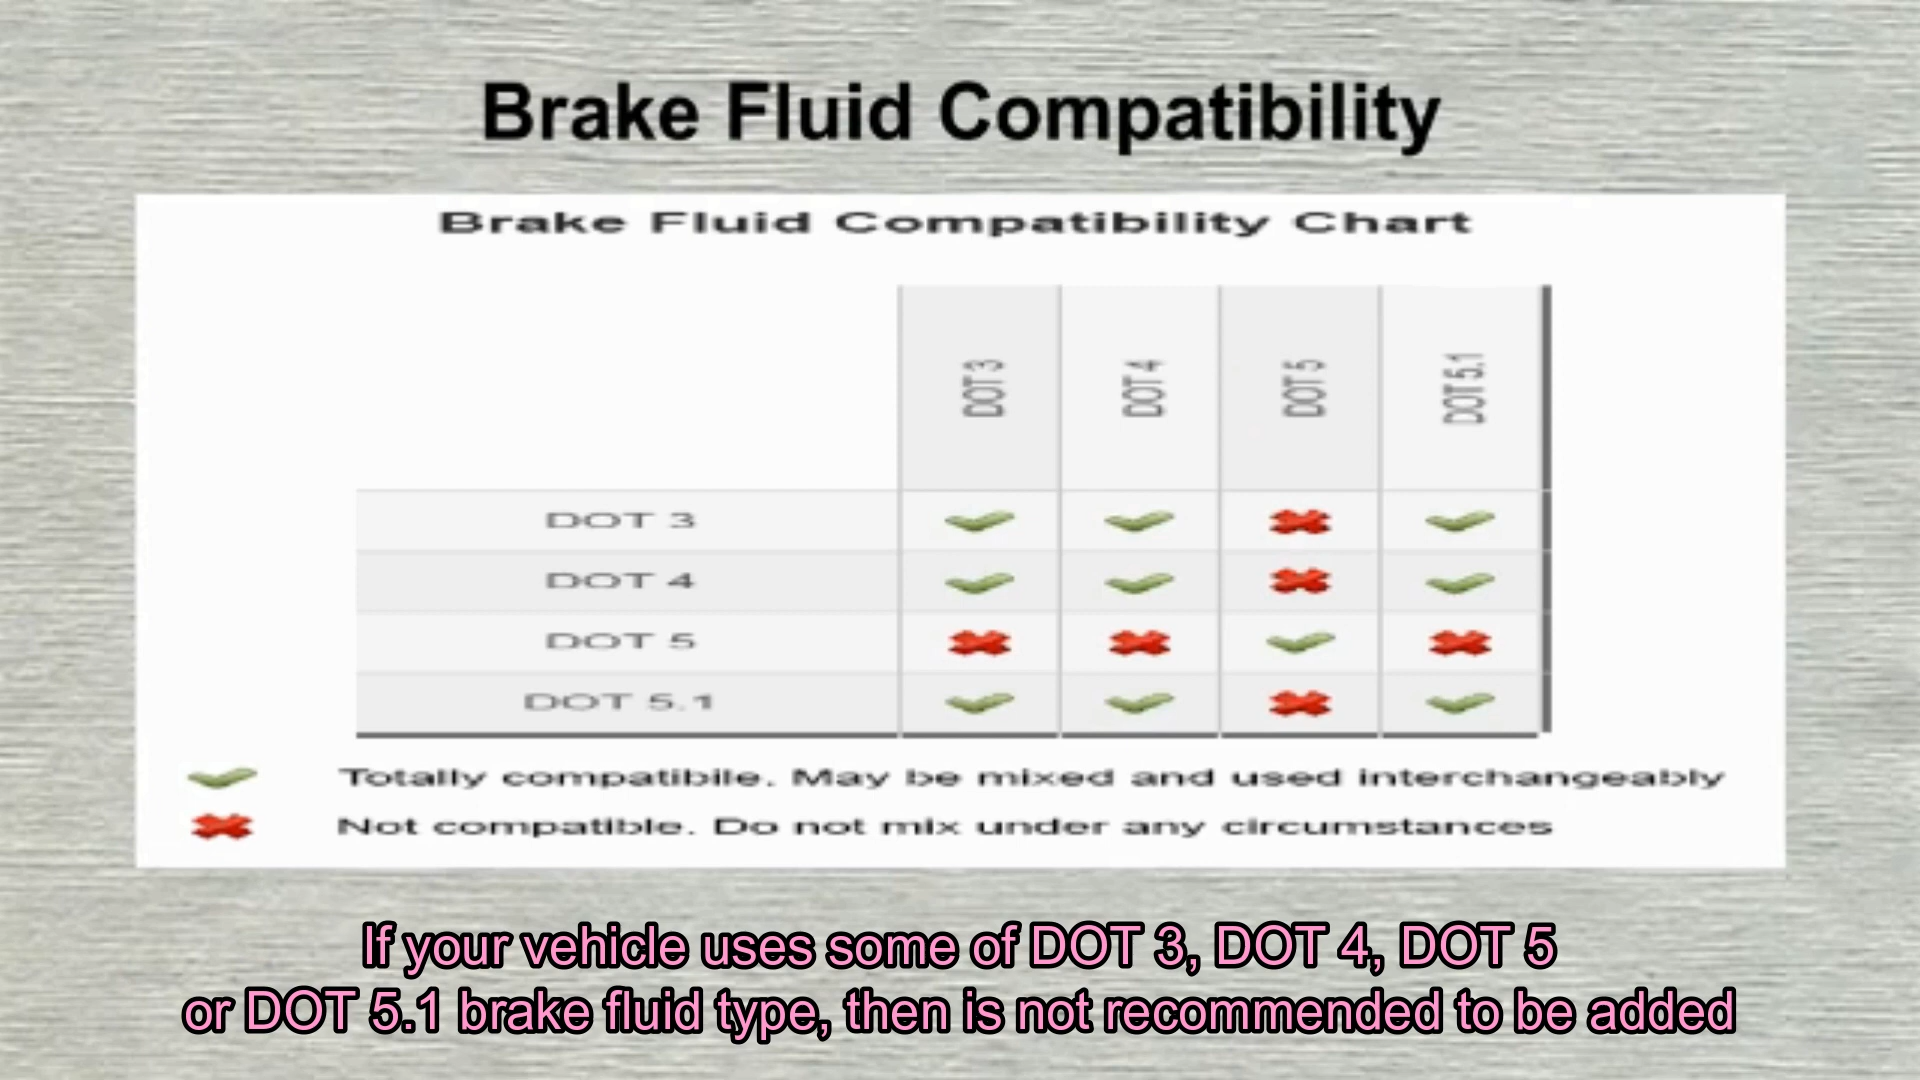 Brake Fluid Compatibility
Brake Fluid Compatibility Chart
DOT 3 DOT 4 DOT 5 DOT 5.1
DOT 3
DOT 4
DOT 5
DOT 5.1
Totally compatibile. May be mixed and used interchangeably
Not compatible. Do not mix under any circumstances
If your vehicle uses some of DOT 3, DOT 4, DOT 5
or DOT 5.1 brake fluid type, then is not recommended to be added